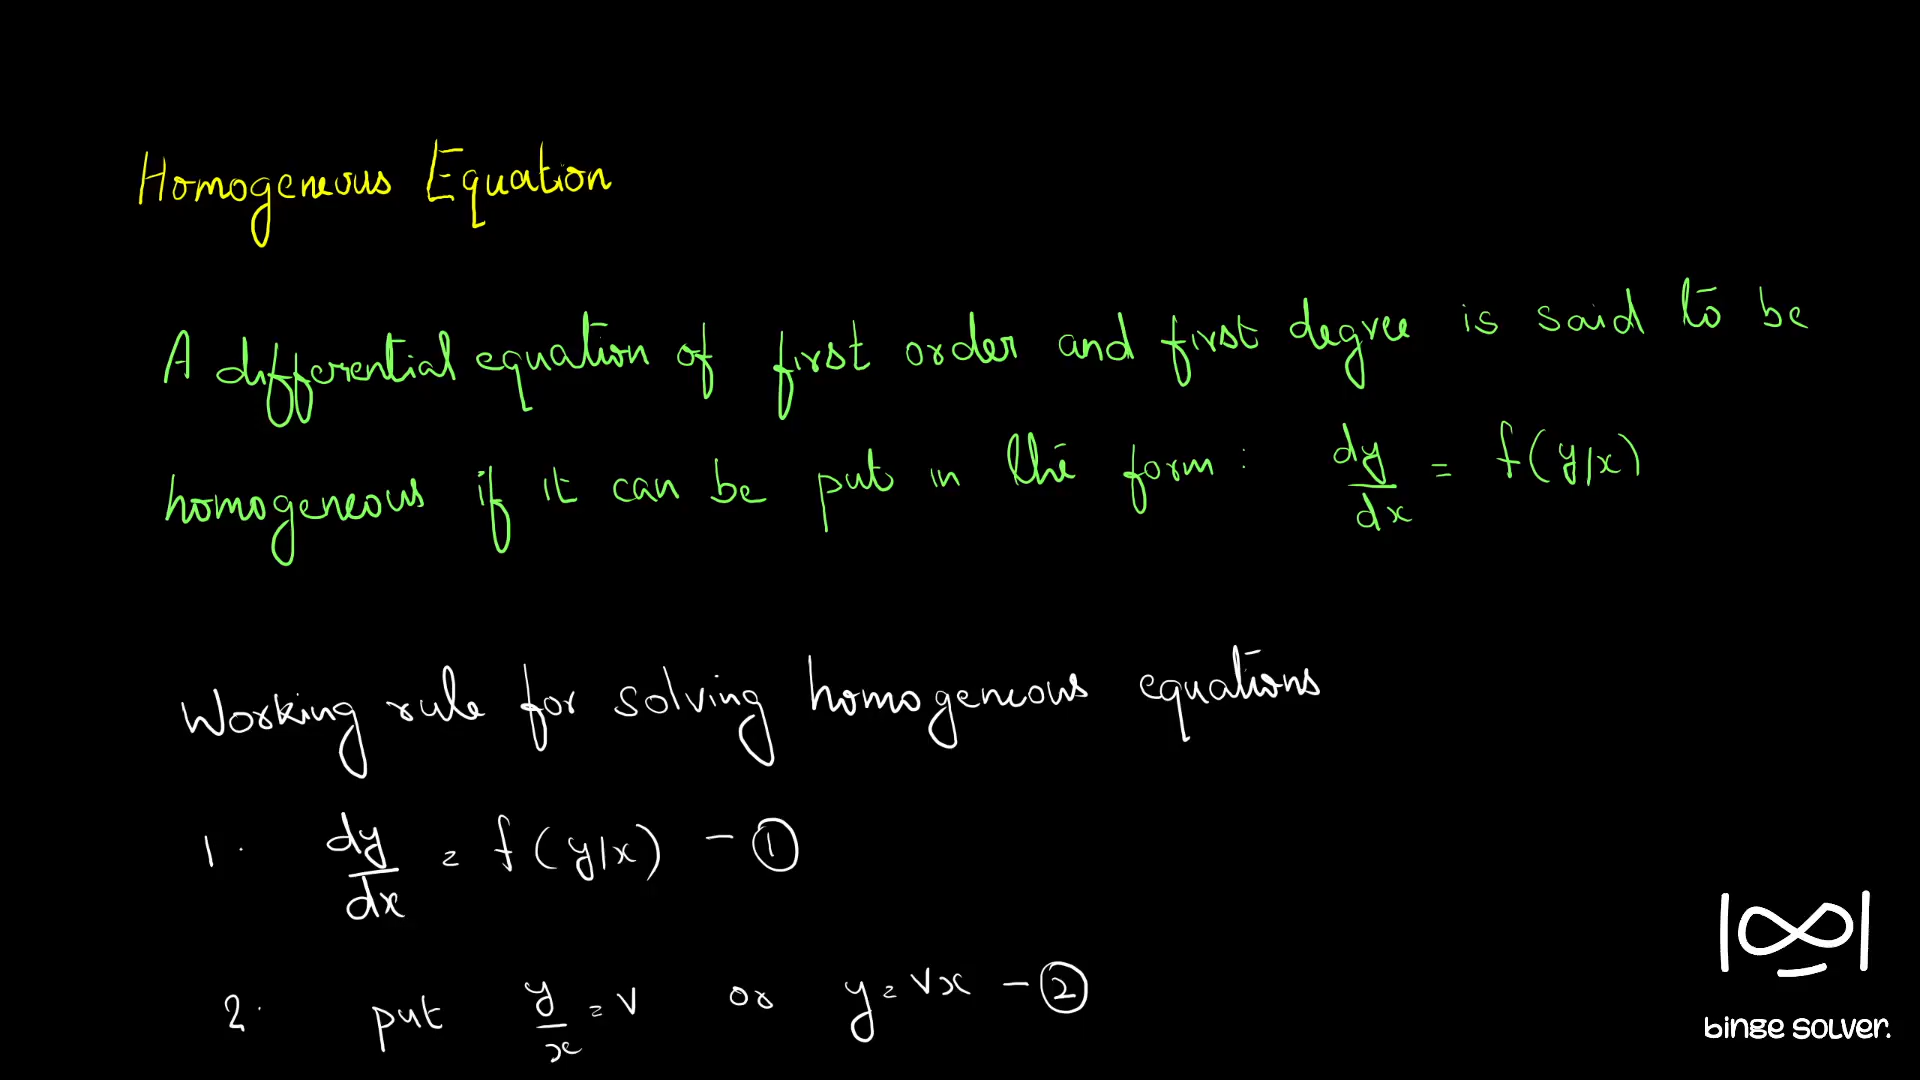 Homogeneous Equation
A differential equation of first order and first degree is said to be
homogeneous if it can be put in the form: dy/dx = f(y/x)
Working rule for solving homogeneous equations
1. dy/dx = f(y/x) - ①
2. put y/x = v or y = vx - ②
binge solver.